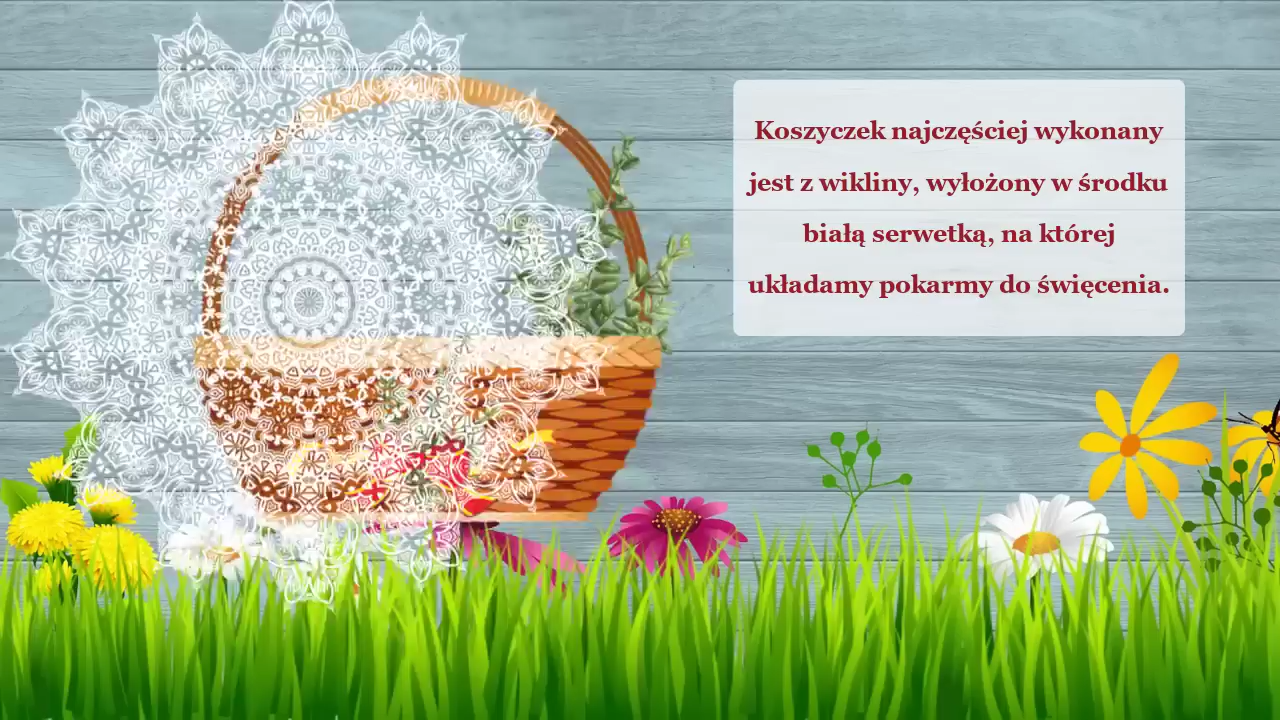 Koszyczek najczęściej wykonany
jest z wikliny, wyłożony w środku
białą serwetką, na której
układamy pokarmy do święcenia.